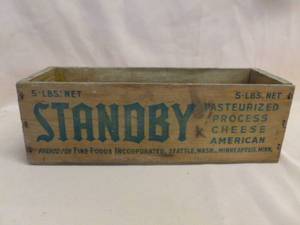 5-LBS. NET
5-LBS. NET
STANDBY
PASTEURIZED
PROCESS
CHEESE
AMERICAN
PREPARED FOR FINE FOODS INCORPORATED, SEATTLE, WASH., MINNEAPOLIS, MINN.